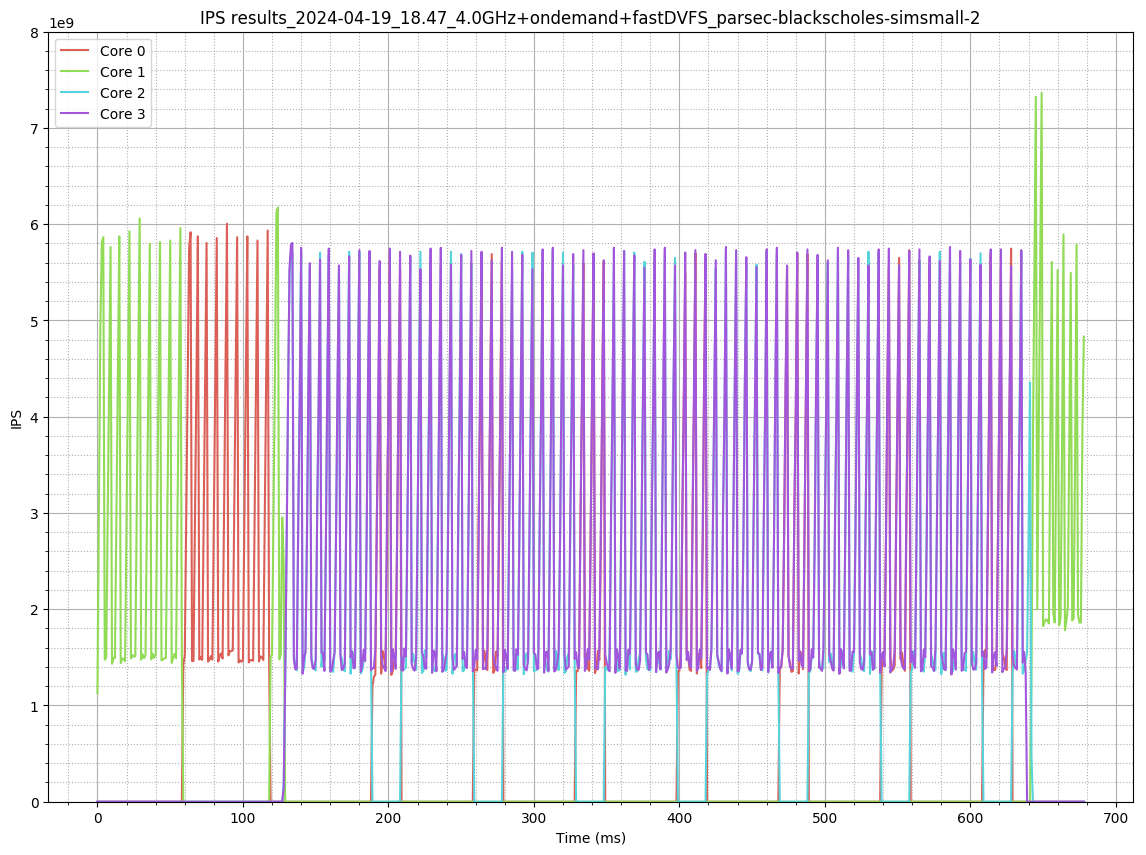 IPS results_2024-04-19_18.47_4.0GHz+ondemand+fastDVFS_parsec-blackscholes-simsmall-2
1e9
Core 0
Core 1
Core 2
Core 3
8
7
6
5
4
3
2
1
0
IPS
0 100 200 300 400 500 600 700
Time (ms)